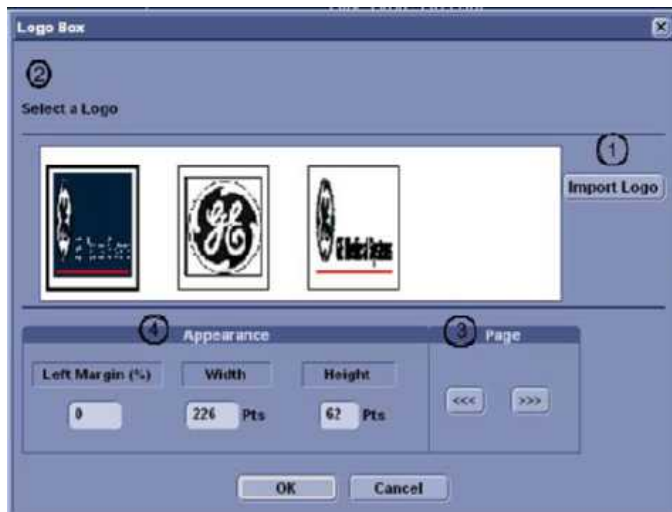 Logo Box
2
Select a Logo
1
Import Logo
4 Appearance
3 Page
Left Margin (%) Width Height
0 226 Pts 62 Pts
<<< >>>
OK Cancel